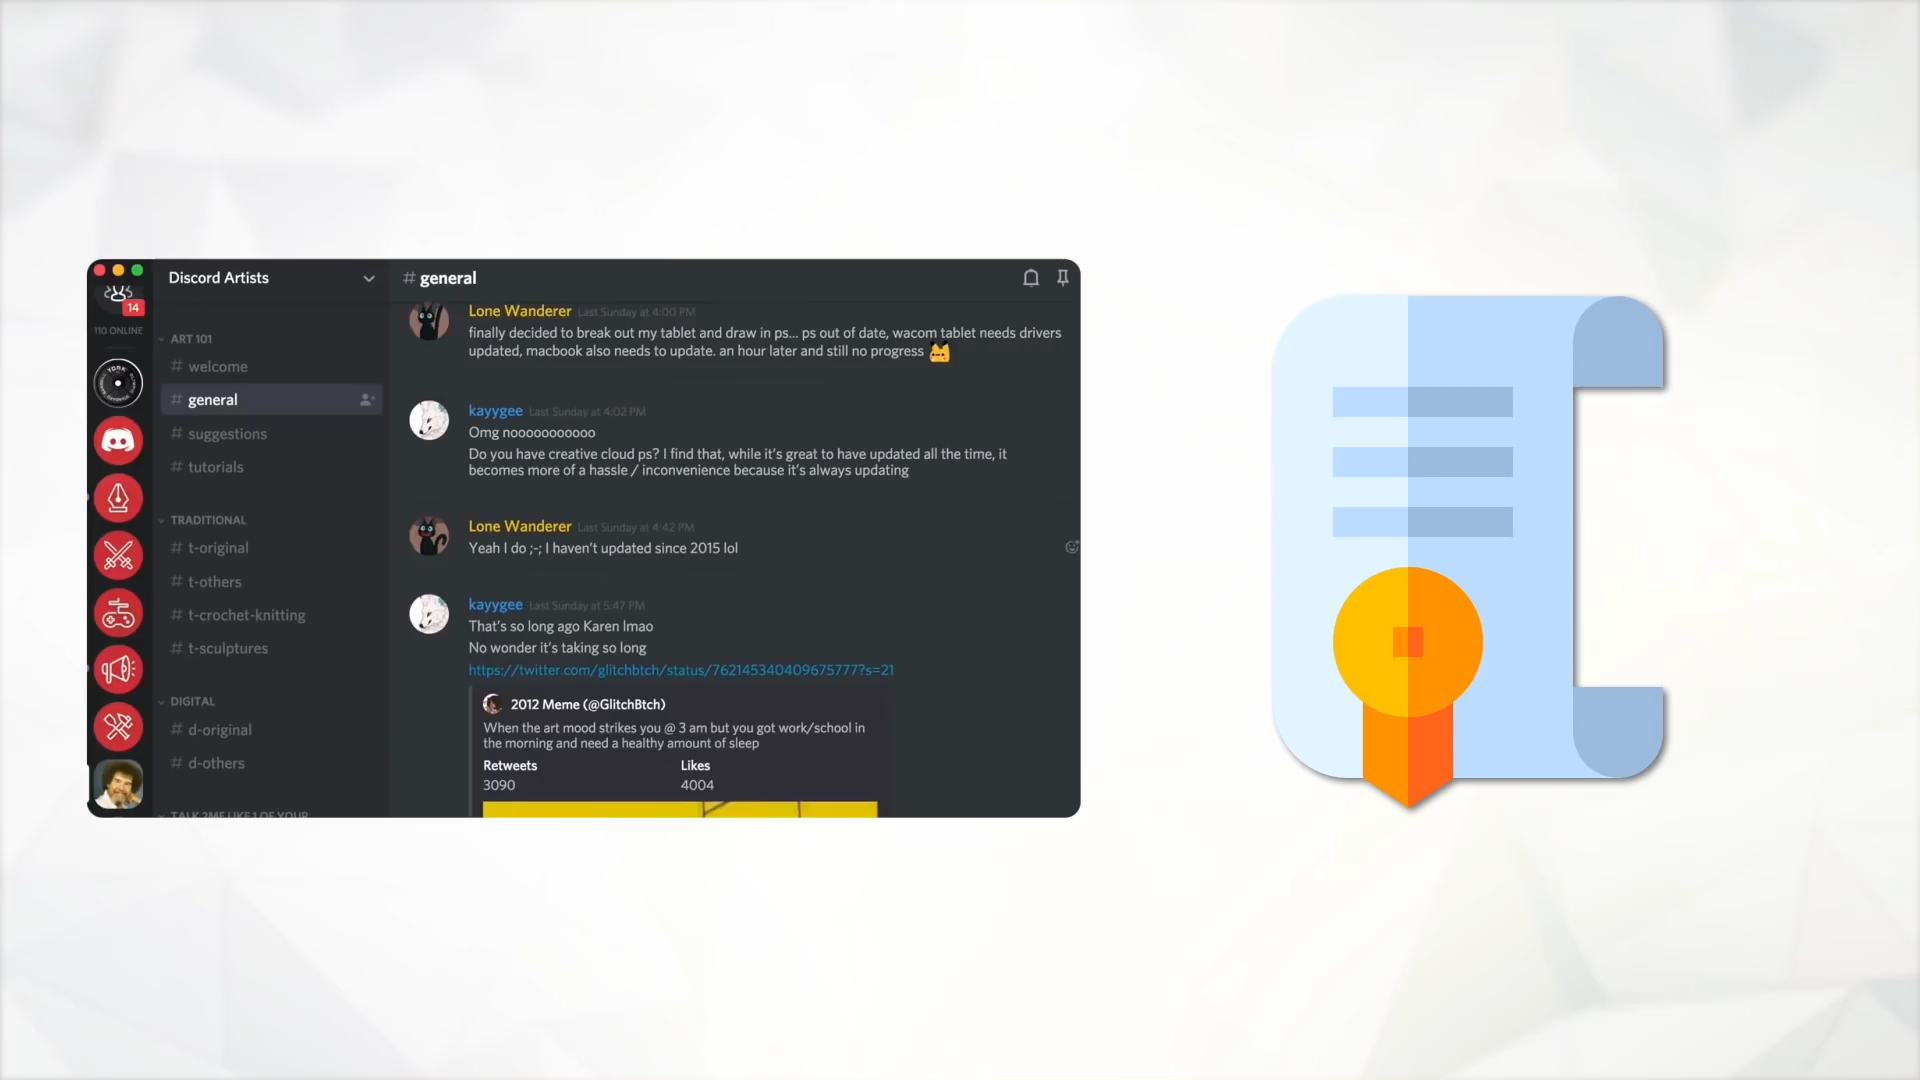 Discord Artists
# general
14
110 ONLINE
ART 101
# welcome
# general
# suggestions
# tutorials
TRADITIONAL
# t-original
# t-others
# t-crochet-knitting
# t-sculptures
DIGITAL
# d-original
# d-others
TALK 2ME LIKE 1 OF YOUR
Lone Wanderer Last Sunday at 4:00 PM
finally decided to break out my tablet and draw in ps... ps out of date, wacom tablet needs drivers
updated, macbook also needs to update. an hour later and still no progress
kayygee Last Sunday at 4:02 PM
Omg nooooooooooo
Do you have creative cloud ps? I find that, while it's great to have updated all the time, it
becomes more of a hassle / inconvenience because it's always updating
Lone Wanderer Last Sunday at 4:42 PM
Yeah I do ;-; I haven't updated since 2015 lol
kayygee Last Sunday at 5:47 PM
That's so long ago Karen lmao
No wonder it's taking so long
https://twitter.com/glitchbtch/status/762145340409675777?s=21
2012 Meme (@GlitchBtch)
When the art mood strikes you @ 3 am but you got work/school in
the morning and need a healthy amount of sleep
Retweets Likes
3090 4004